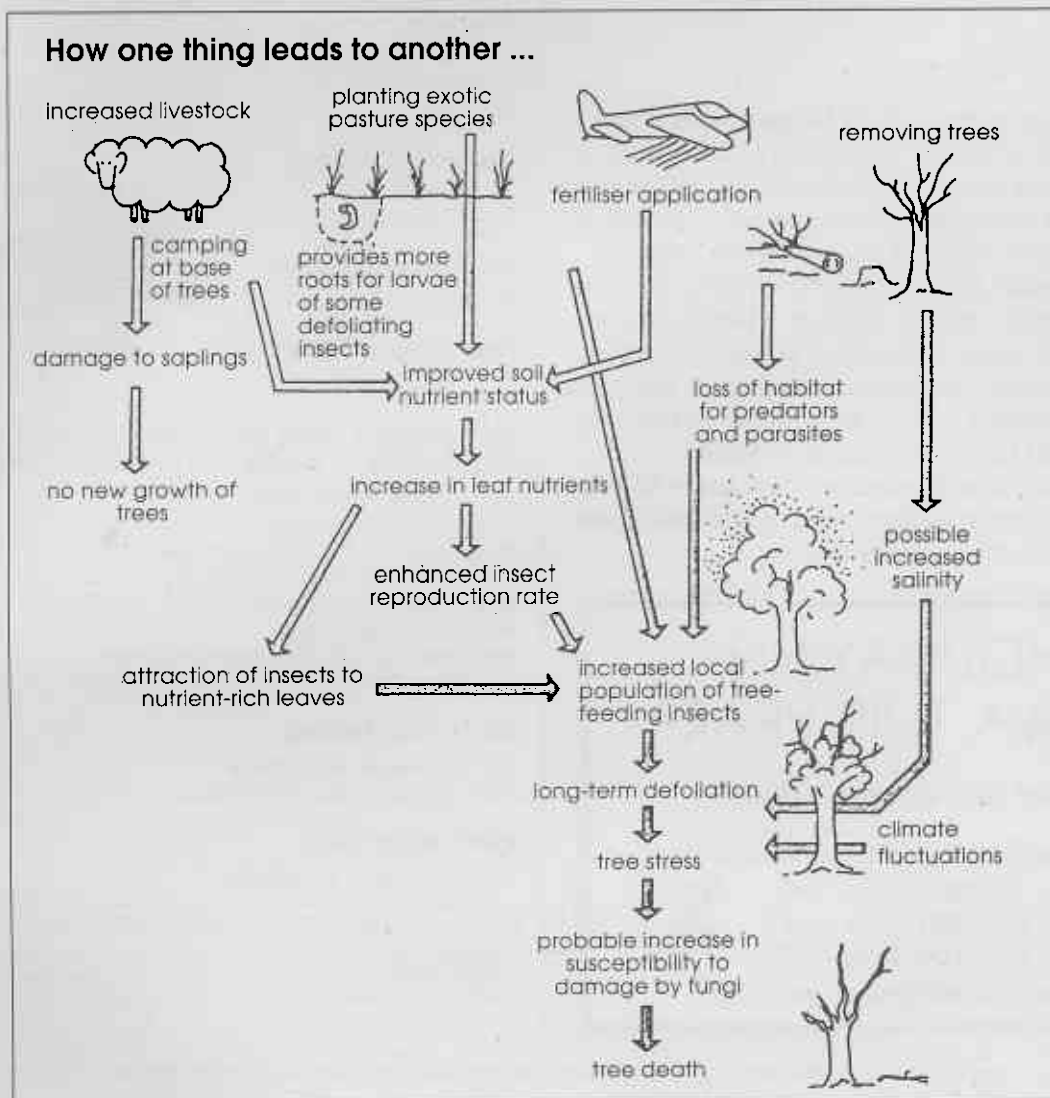 How one thing leads to another ...
increased livestock
planting exotic
pasture species
fertiliser application
removing trees
camping
at base
of trees
provides more
roots for larvae
of some
defoliating
insects
damage to saplings
improved soil
nutrient status
loss of habitat
for predators
and parasites
no new growth of
trees
increase in leaf nutrients
possible
increased
salinity
enhanced insect
reproduction rate
attraction of insects to
nutrient-rich leaves
increased local
population of tree-
feeding insects
long-term defoliation
climate
fluctuations
tree stress
probable increase in
susceptibility to
damage by fungi
tree death